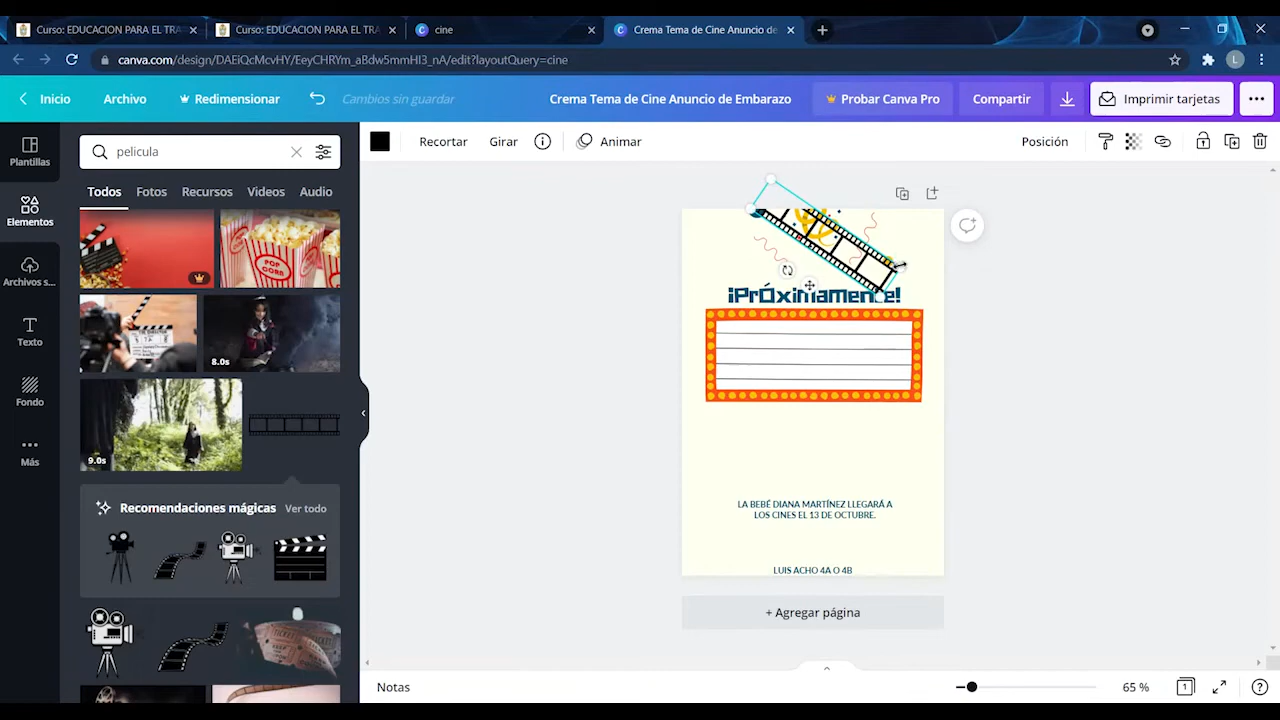 Curso: EDUCACION PARA EL TRA
Curso: EDUCACION PARA EL TRA
cine
Crema Tema de Cine Anuncio de
canva.com/design/DAEiQcMcvHY/EeyCHRYm_aBdw5mmHI3_nA/edit?layoutQuery=cine
L
Inicio
Archivo
Redimensionar
Cambios sin guardar
Crema Tema de Cine Anuncio de Embarazo
Probar Canva Pro
Compartir
Imprimir tarjetas
Plantillas
Elementos
Archivos s...
Texto
Fondo
Más
pelicula
Recortar
Girar
Animar
Posición
Todos
Fotos
Recursos
Videos
Audio
POP CORN
8.0s
9.0s
Recomendaciones mágicas
Ver todo
TICKET
¡PrÓximamente!
LA BEBÉ DIANA MARTÍNEZ LLEGARÁ A
LOS CINES EL 13 DE OCTUBRE.
LUIS ACHO 4A O 4B
+ Agregar página
Notas
65 %
1